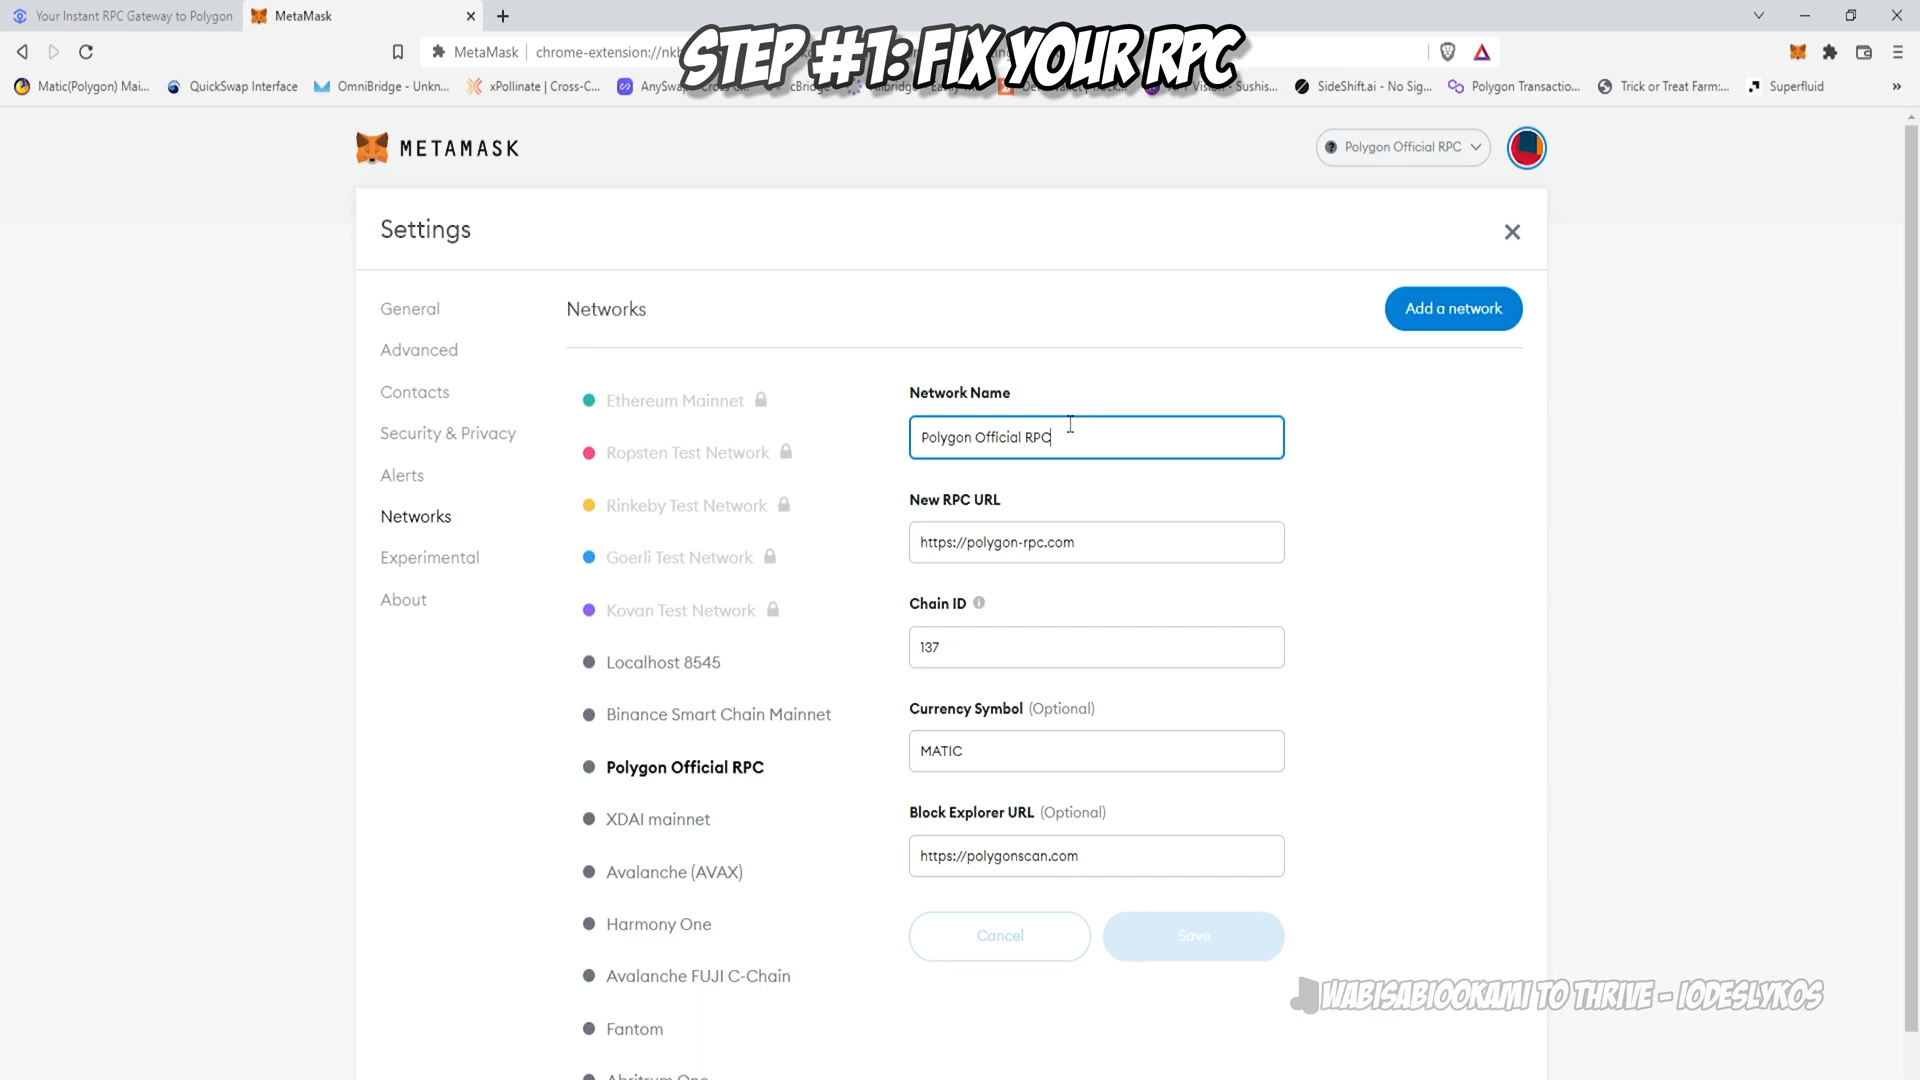 Your Instant RPC Gateway to Polygon
MetaMask
STEP #1: FIX YOUR RPC
MetaMask
chrome-extension://nkb
Matic(Polygon) Mai...
QuickSwap Interface
OmniBridge - Unkn...
xPollinate | Cross-C...
SideShift.ai - No Sig...
Polygon Transactio...
Trick or Treat Farm:...
Superfluid
METAMASK
Polygon Official RPC
Settings
General
Advanced
Contacts
Security & Privacy
Alerts
Networks
Experimental
About
Networks
Add a network
Ethereum Mainnet
Ropsten Test Network
Rinkeby Test Network
Goerli Test Network
Kovan Test Network
Localhost 8545
Binance Smart Chain Mainnet
Polygon Official RPC
XDAI mainnet
Avalanche (AVAX)
Harmony One
Avalanche FUJI C-Chain
Fantom
Network Name
Polygon Official RPC
New RPC URL
https://polygon-rpc.com
Chain ID
137
Currency Symbol (Optional)
MATIC
Block Explorer URL (Optional)
https://polygonscan.com
Cancel
Save
WABISABIOOKAMI TO THRIVE - IODESLYKOS